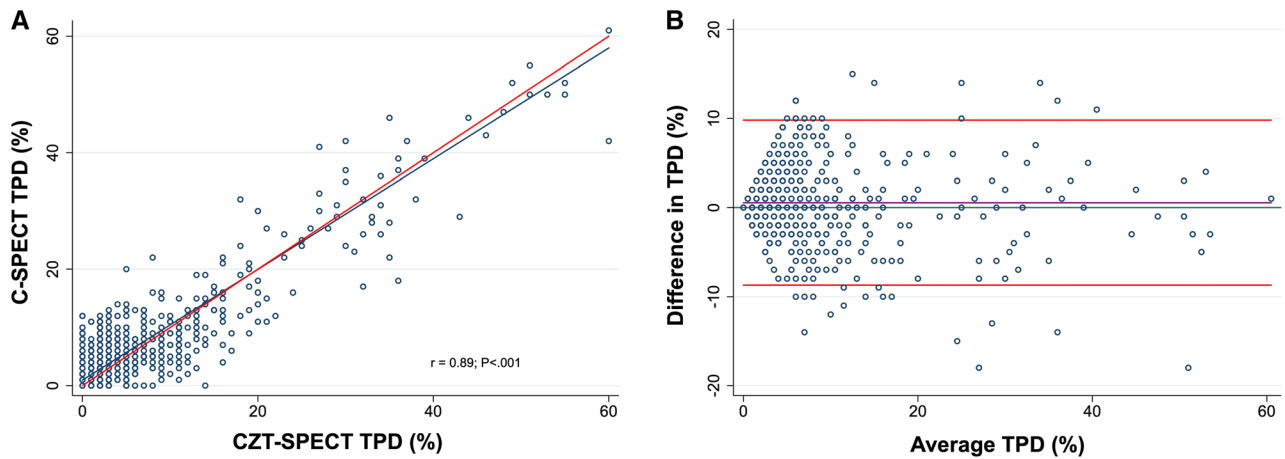 A
60
40
20
0
C-SPECT TPD (%)
r = 0.89; P<.001
0
20
40
60
CZT-SPECT TPD (%)
B
20
10
0
-10
-20
Difference in TPD (%)
0
20
40
60
Average TPD (%)